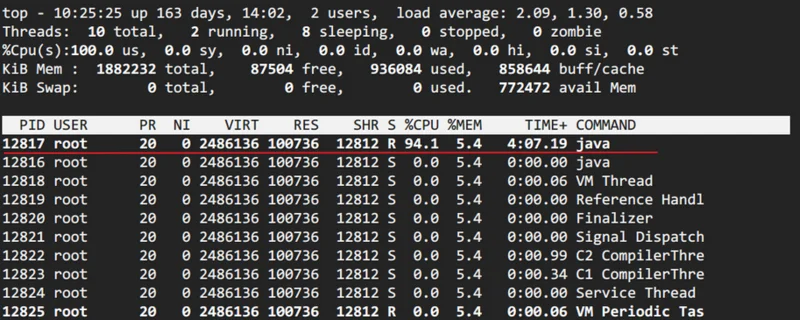 top - 10:25:25 up 163 days, 14:02,  2 users,  load average: 2.09, 1.30, 0.58
Threads:  10 total,   2 running,   8 sleeping,   0 stopped,   0 zombie
%Cpu(s):100.0 us,  0.0 sy,  0.0 ni,  0.0 id,  0.0 wa,  0.0 hi,  0.0 si,  0.0 st
KiB Mem :  1882232 total,    87504 free,   936084 used,   858644 buff/cache
KiB Swap:        0 total,        0 free,        0 used.   772472 avail Mem
PID USER      PR  NI    VIRT    RES    SHR S %CPU %MEM     TIME+ COMMAND
12817 root      20   0 2486136 100736  12812 R 94.1  5.4   4:07.19 java
12816 root      20   0 2486136 100736  12812 S  0.0  5.4   0:00.00 java
12818 root      20   0 2486136 100736  12812 S  0.0  5.4   0:00.06 VM Thread
12819 root      20   0 2486136 100736  12812 S  0.0  5.4   0:00.00 Reference Handl
12820 root      20   0 2486136 100736  12812 S  0.0  5.4   0:00.00 Finalizer
12821 root      20   0 2486136 100736  12812 S  0.0  5.4   0:00.00 Signal Dispatch
12822 root      20   0 2486136 100736  12812 S  0.0  5.4   0:00.99 C2 CompilerThre
12823 root      20   0 2486136 100736  12812 S  0.0  5.4   0:00.34 C1 CompilerThre
12824 root      20   0 2486136 100736  12812 S  0.0  5.4   0:00.00 Service Thread
12825 root      20   0 2486136 100736  12812 R  0.0  5.4   0:00.06 VM Periodic Tas